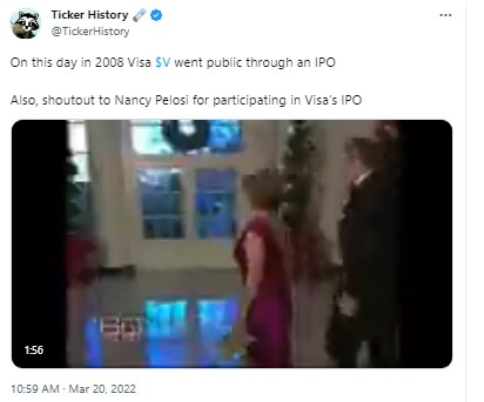 Ticker History
@TickerHistory
On this day in 2008 Visa $V went public through an IPO
Also, shoutout to Nancy Pelosi for participating in Visa's IPO
60
1:56
10:59 AM · Mar 20, 2022